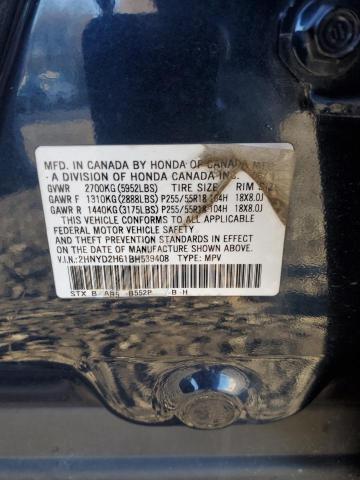 MFD. IN CANADA BY HONDA OF CANADA MFG.
- A DIVISION OF HONDA CANADA INC.
GVWR 2700KG(5952LBS) TIRE SIZE RIM SIZE
GAWR F 1310KG(2888LBS) P255/55R18 104H 18X8.0J
GAWR R 1440KG(3175LBS) P255/55R18 104H 18X8.0J
THIS VEHICLE CONFORMS TO ALL APPLICABLE
FEDERAL MOTOR VEHICLE SAFETY
STANDARDS IN EFFECT ON THE
DATE OF MANUFACTURE SHOWN ABOVE.
V.I.N.:2HNYD2H61BH539408 TYPE: MPV
STX B B552P B-H